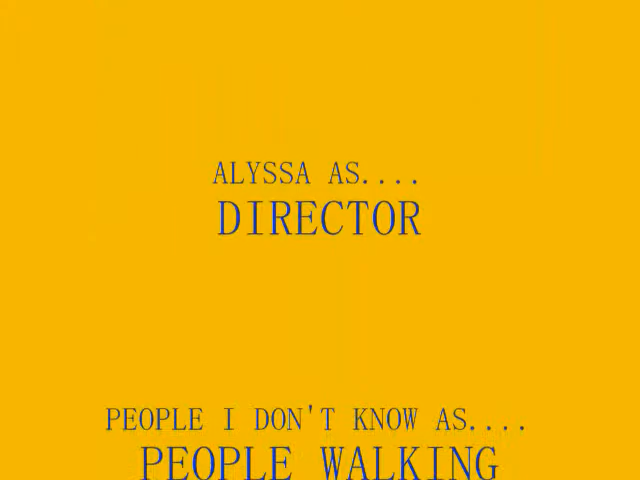 ALYSSA AS....
DIRECTOR
PEOPLE I DON'T KNOW AS....
PEOPLE WALKING